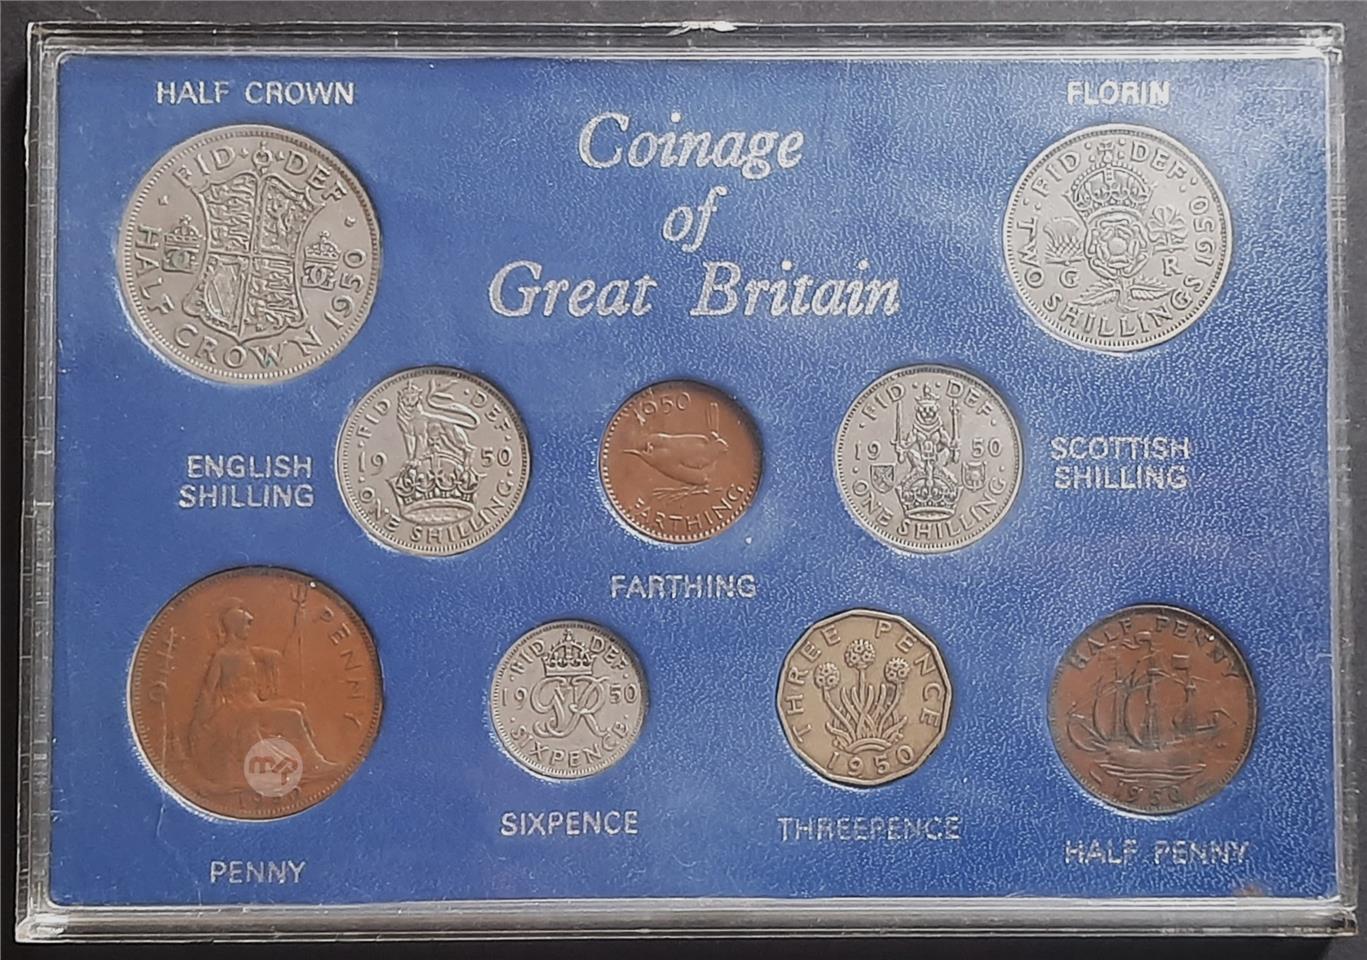 HALF CROWN
FLORIN
Coinage
of
Great Britain
FID · DEF
HALF CROWN 1950
FID · DEF · 1950
TWO SHILLINGS
G R
FID · DEF ·
19 50
ONE SHILLING
1950
FARTHING
FID · DEF
19 50
ONE SHILLING
ENGLISH
SHILLING
SCOTTISH
SHILLING
FARTHING
PENNY
FID · DEF
19 50
SIXPENCE
THREE PENCE
1950
HALF PENNY
1950
SIXPENCE
THREEPENCE
HALF PENNY
PENNY